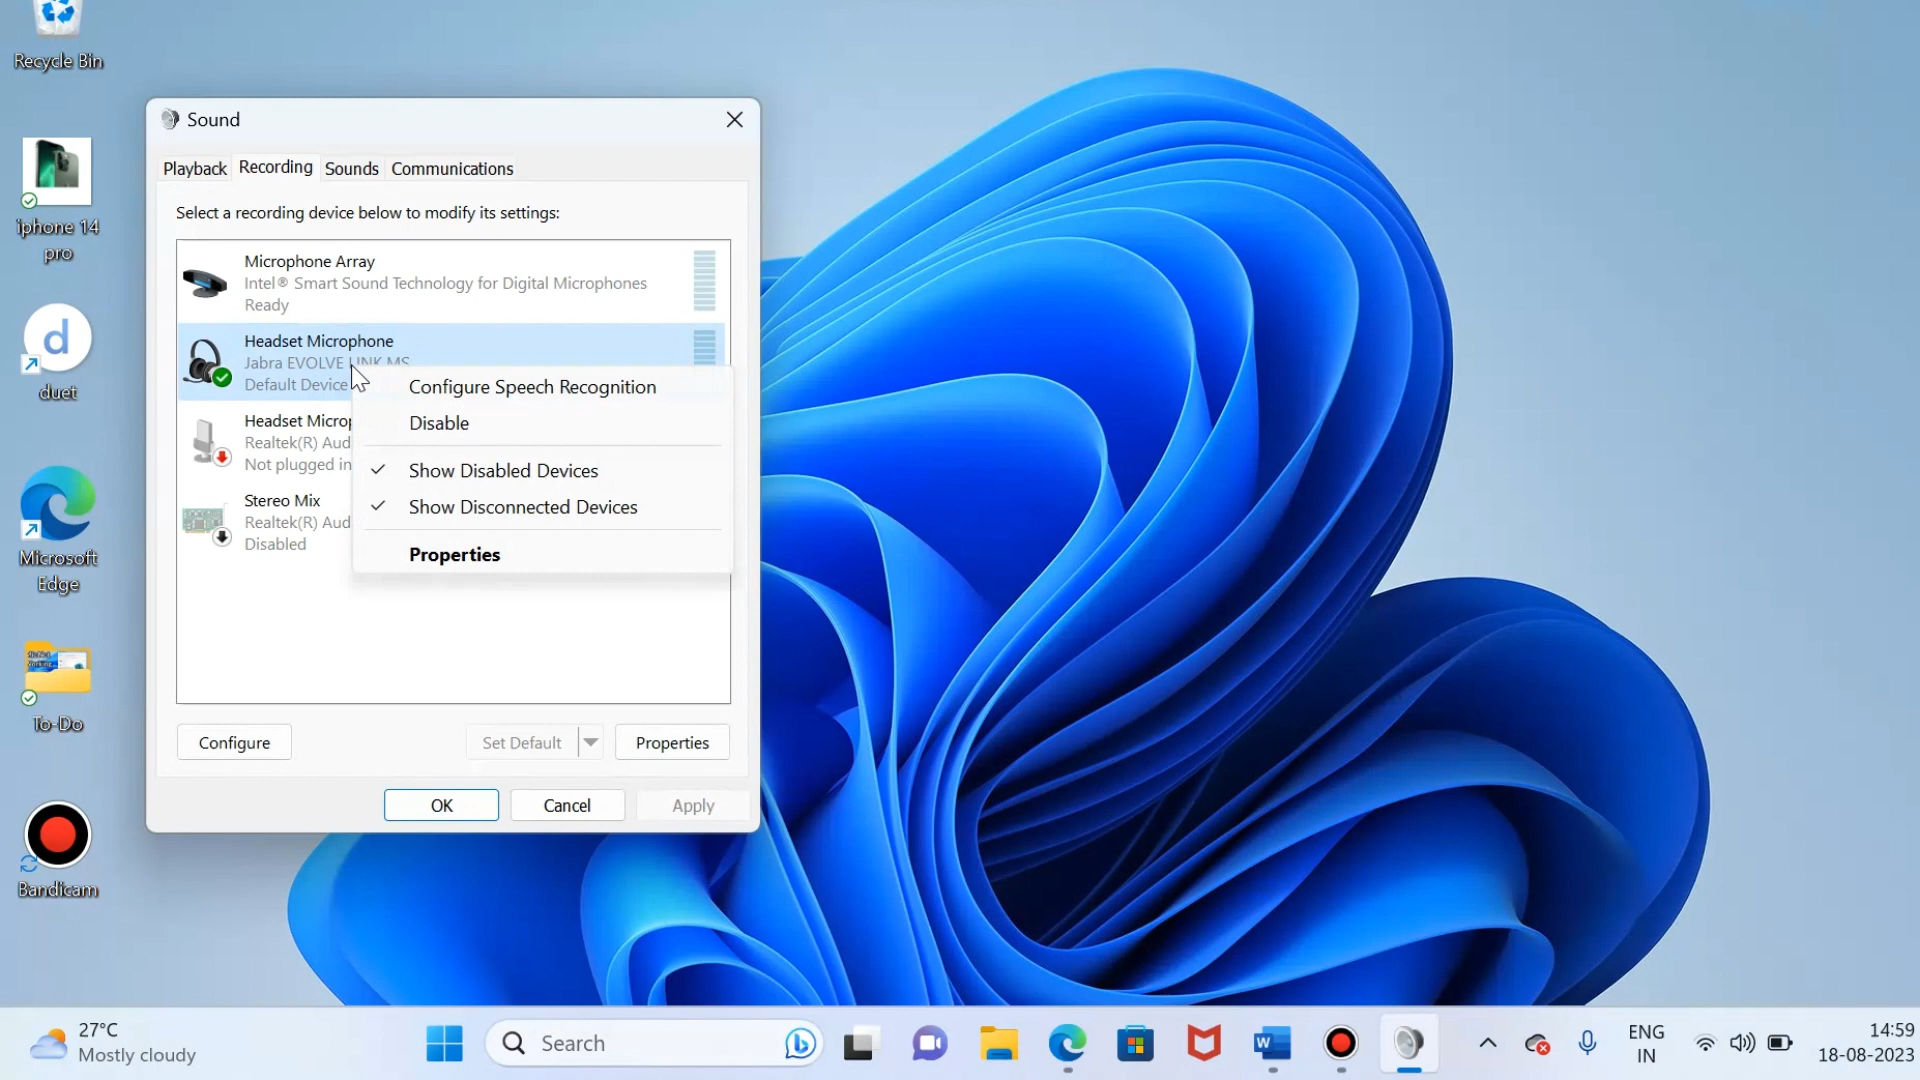 Recycle Bin
iphone 14
pro
duet
Microsoft
Edge
To-Do
Bandicam
Sound
Playback Recording Sounds Communications
Select a recording device below to modify its settings:
Microphone Array
Intel® Smart Sound Technology for Digital Microphones
Ready
Headset Microphone
Jabra EVOLVE LINK MS
Default Device
Headset Microp
Realtek(R) Aud
Not plugged in
Stereo Mix
Realtek(R) Aud
Disabled
Configure Speech Recognition
Disable
Show Disabled Devices
Show Disconnected Devices
Properties
Configure Set Default Properties
OK Cancel Apply
27°C
Mostly cloudy
Search
ENG
IN
14:59
18-08-2023